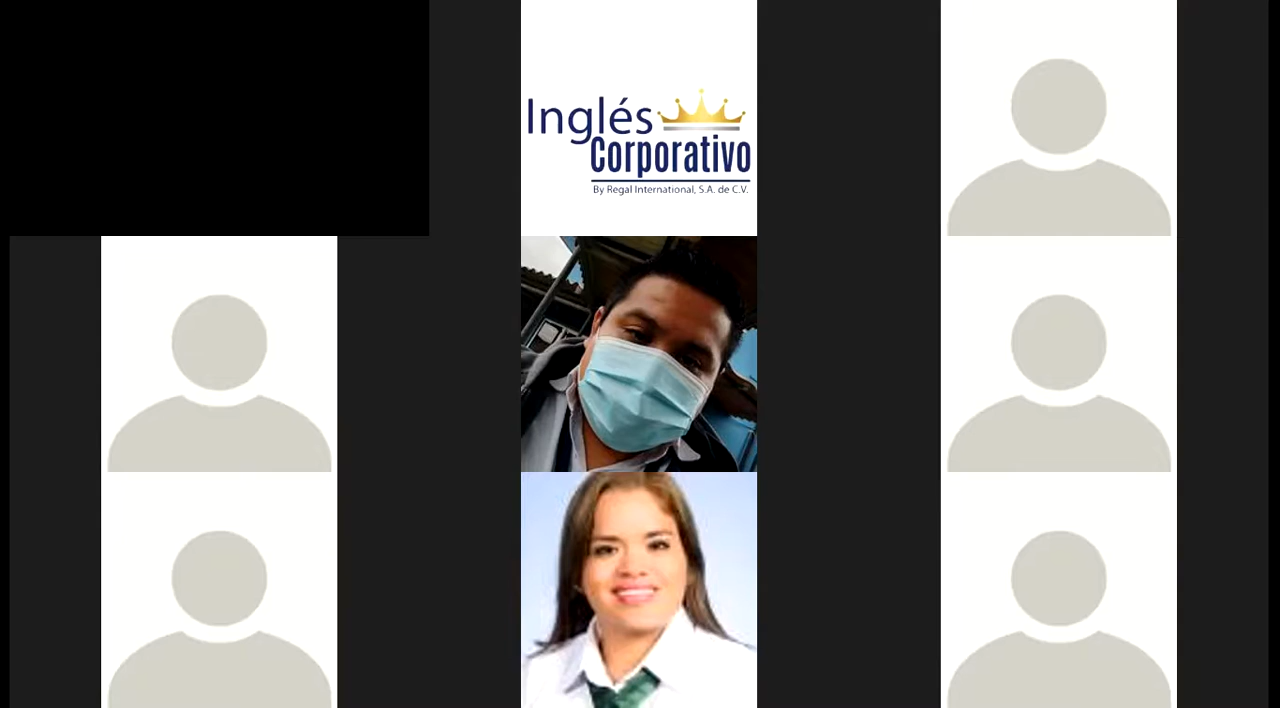 Inglés
Corporativo
By Regal International, S.A. de C.V.